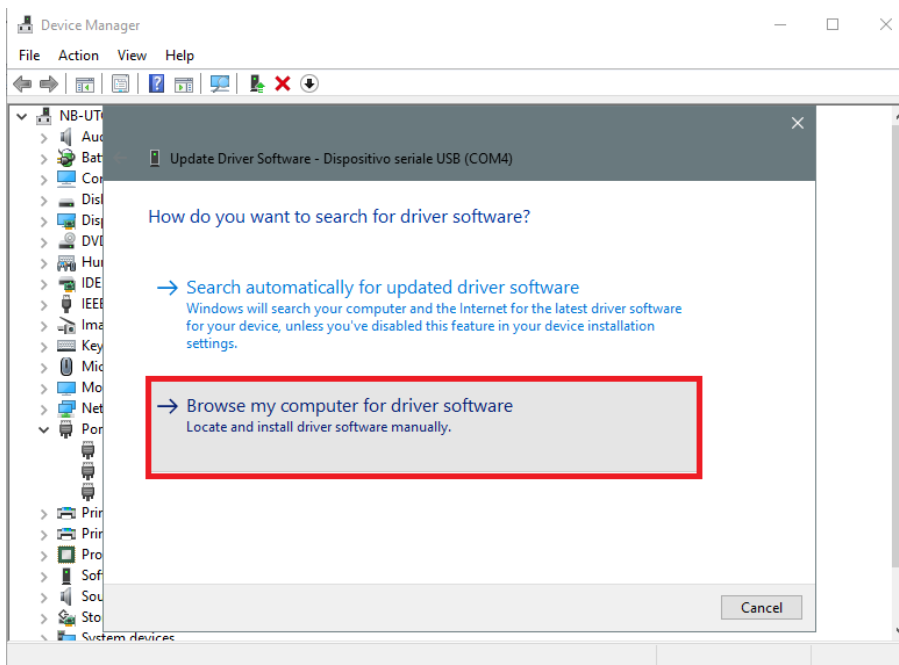 Device Manager
File Action View Help
NB-UT
Update Driver Software - Dispositivo seriale USB (COM4)
How do you want to search for driver software?
Search automatically for updated driver software
Windows will search your computer and the Internet for the latest driver software
for your device, unless you've disabled this feature in your device installation
settings.
Browse my computer for driver software
Locate and install driver software manually.
Cancel
Aud
Bat
Cor
Disl
Disp
DVD
Hur
IDE
IEEE
Ima
Key
Mic
Mo
Net
Por
Prin
Prin
Pro
Sof
Sou
Sto
System devices